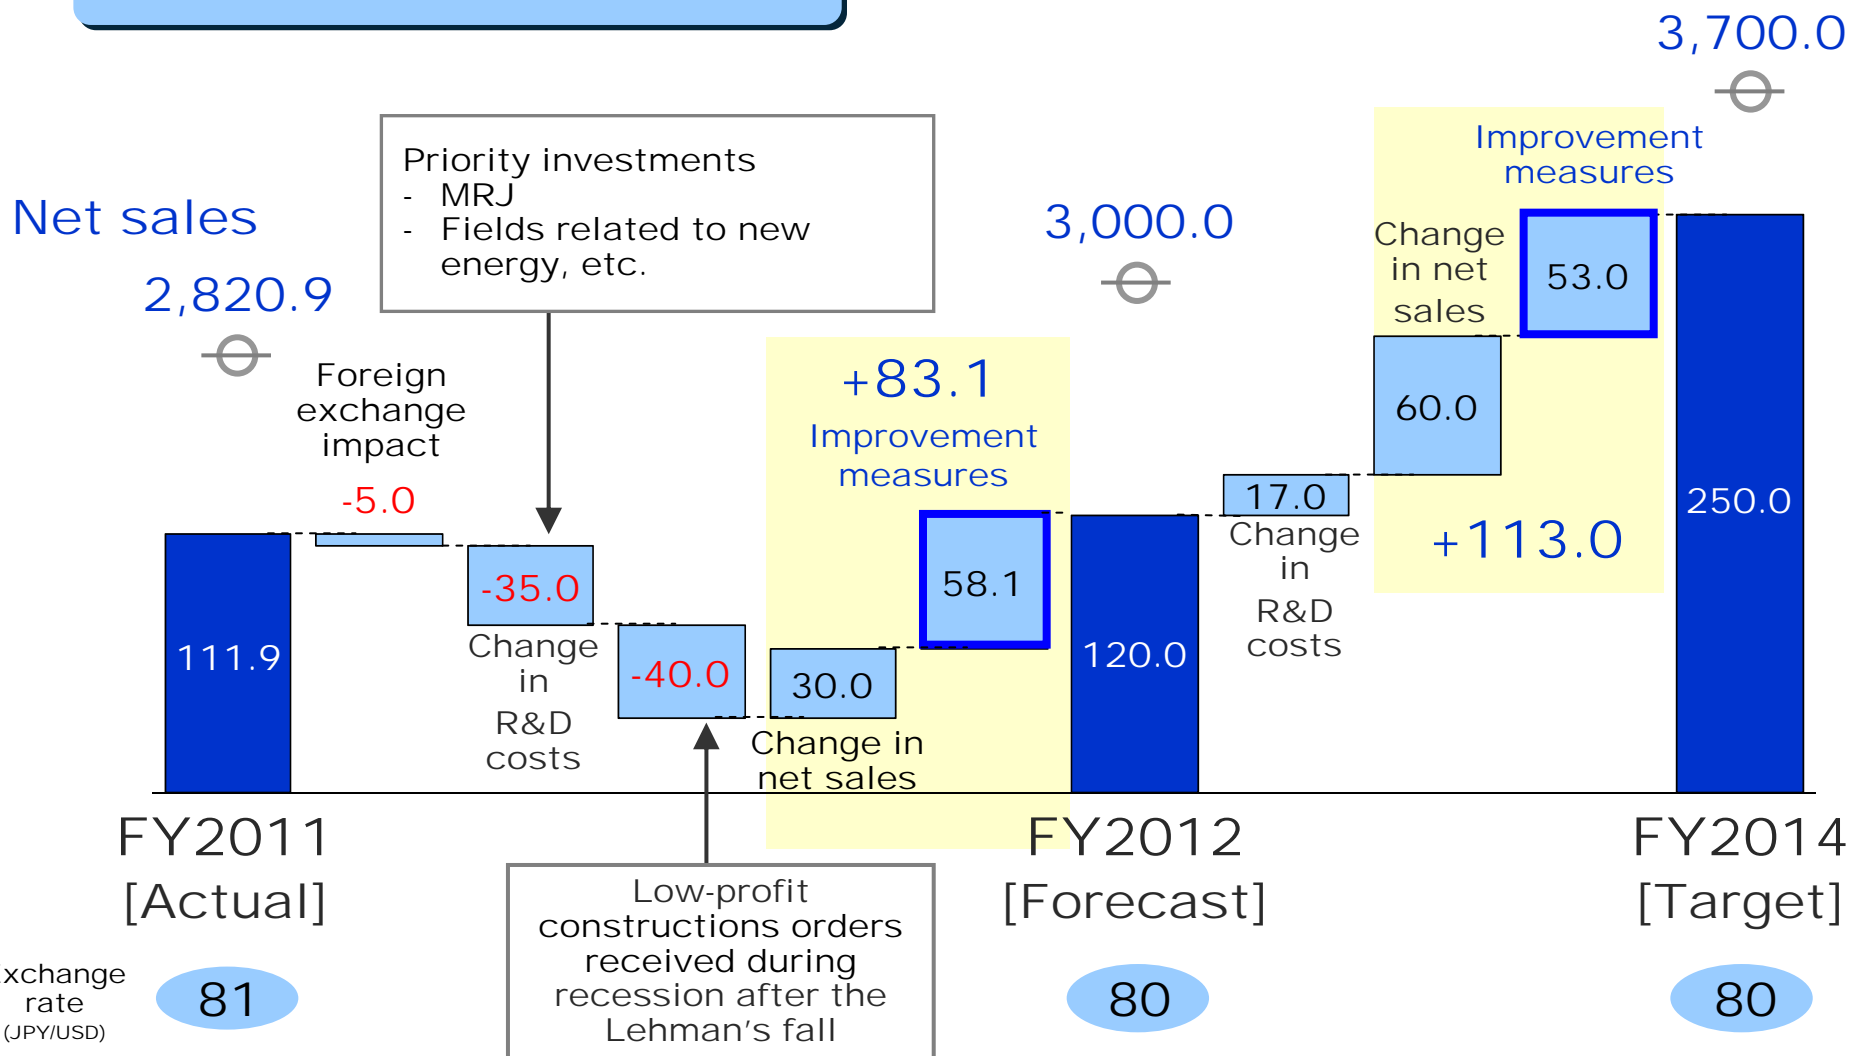 3,700.0
Improvement
measures
Priority investments
- MRJ
- Fields related to new
energy, etc.
Net sales
2,820.9
3,000.0
Change
in net
sales
53.0
Foreign
exchange
impact
-5.0
+83.1
Improvement
measures
60.0
17.0
Change
in
R&D
costs
+113.0
250.0
111.9
-35.0
Change
in
R&D
costs
-40.0
30.0
Change in
net sales
58.1
120.0
FY2011
[Actual]
FY2012
[Forecast]
FY2014
[Target]
Low-profit
constructions orders
received during
recession after the
Lehman's fall
xchange
rate
(JPY/USD)
81
80
80